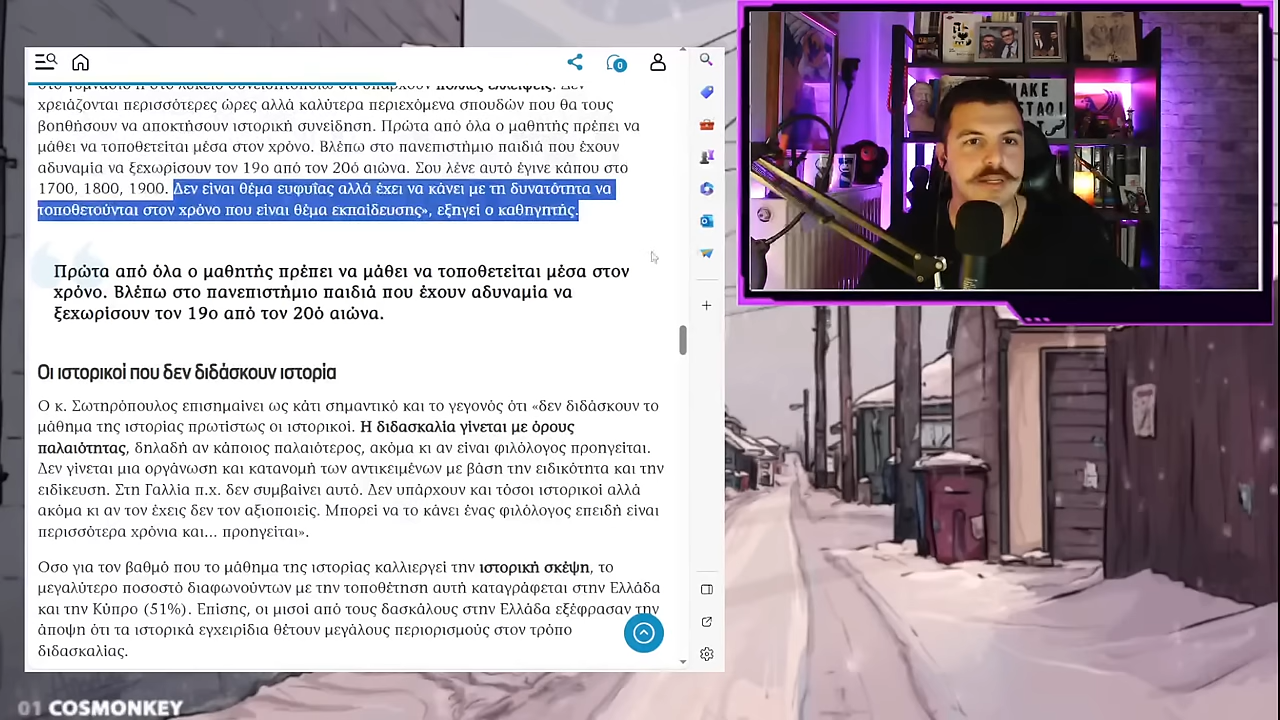 χρειάζονται περισσότερες ώρες αλλά καλύτερα περιεχόμενα σπουδών που θα τους
βοηθήσουν να αποκτήσουν ιστορική συνείδηση. Πρώτα από όλα ο μαθητής πρέπει να
μάθει να τοποθετείται μέσα στον χρόνο. Βλέπω στο πανεπιστήμιο παιδιά που έχουν
αδυναμία να ξεχωρίσουν τον 19ο από τον 20ό αιώνα. Σου λένε αυτό έγινε κάπου στο
1700, 1800, 1900. Δεν είναι θέμα ευφυΐας αλλά έχει να κάνει με τη δυνατότητα να
τοποθετούνται στον χρόνο που είναι θέμα εκπαίδευσης», εξηγεί ο καθηγητής.
Πρώτα από όλα ο μαθητής πρέπει να μάθει να τοποθετείται μέσα στον
χρόνο. Βλέπω στο πανεπιστήμιο παιδιά που έχουν αδυναμία να
ξεχωρίσουν τον 19ο από τον 20ό αιώνα.
Οι ιστορικοί που δεν διδάσκουν ιστορία
Ο κ. Σωτηρόπουλος επισημαίνει ως κάτι σημαντικό και το γεγονός ότι «δεν διδάσκουν το
μάθημα της ιστορίας πρωτίστως οι ιστορικοί. Η διδασκαλία γίνεται με όρους
παλαιότητας, δηλαδή αν κάποιος παλαιότερος, ακόμα κι αν είναι φιλόλογος προηγείται.
Δεν γίνεται μια οργάνωση και κατανομή των αντικειμένων με βάση την ειδικότητα και την
ειδίκευση. Στη Γαλλία π.χ. δεν συμβαίνει αυτό. Δεν υπάρχουν και τόσοι ιστορικοί αλλά
ακόμα κι αν τον έχεις δεν τον αξιοποιείς. Μπορεί να το κάνει ένας φιλόλογος επειδή είναι
περισσότερα χρόνια και... προηγείται».
Οσο για τον βαθμό που το μάθημα της ιστορίας καλλιεργεί την ιστορική σκέψη, το
μεγαλύτερο ποσοστό διαφωνούντων με την τοποθέτηση αυτή καταγράφεται στην Ελλάδα
και την Κύπρο (51%). Επίσης, οι μισοί από τους δασκάλους στην Ελλάδα εξέφρασαν την
άποψη ότι τα ιστορικά εγχειρίδια θέτουν μεγάλους περιορισμούς στον τρόπο
διδασκαλίας.
0
MAKE
01 COSMONKEY